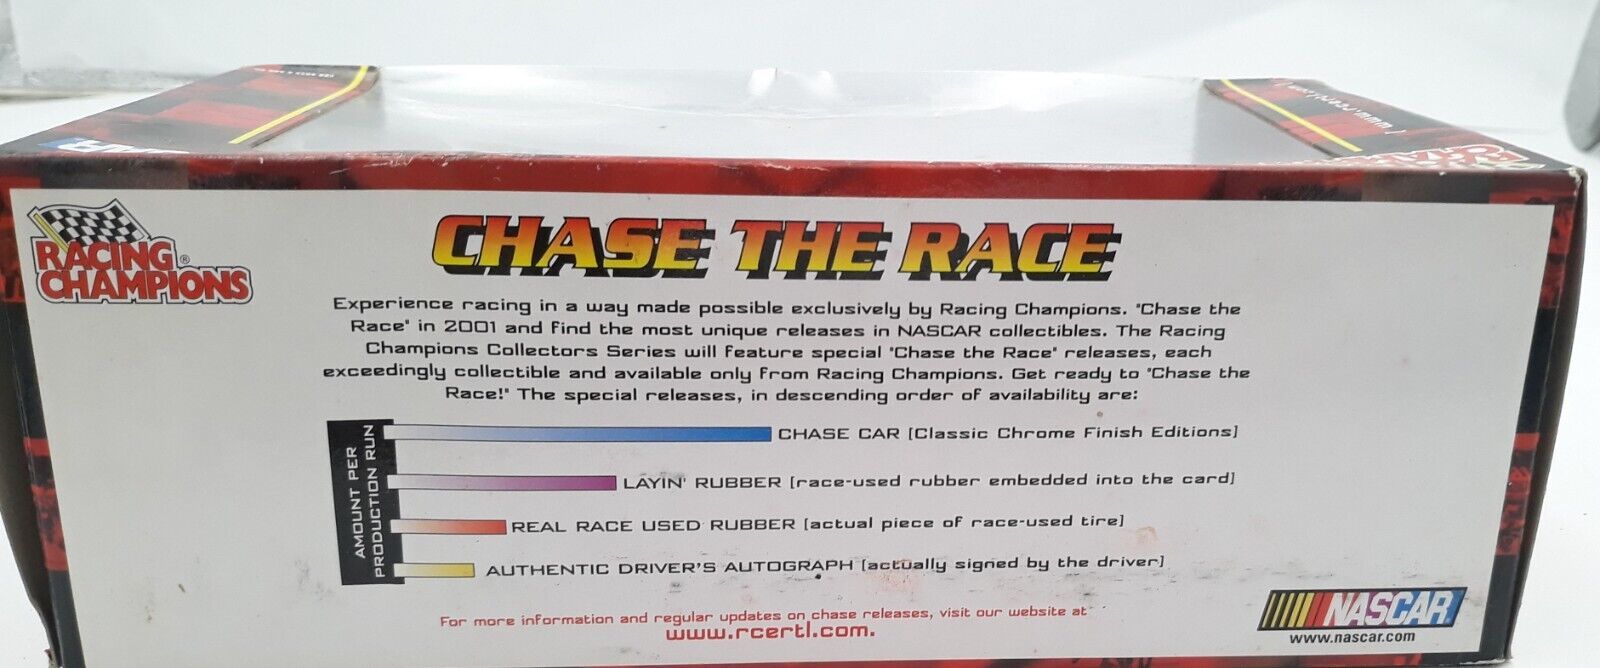 www.rcertl.com
RACING
CHAMPIONS®
CHASE THE RACE
Experience racing in a way made possible exclusively by Racing Champions. "Chase the
Race" in 2001 and find the most unique releases in NASCAR collectibles. The Racing
Champions Collectors Series will feature special "Chase the Race" releases, each
exceedingly collectible and available only from Racing Champions. Get ready to "Chase the
Race!" The special releases, in descending order of availability are:
AMOUNT PER
PRODUCTION RUN
CHASE CAR [Classic Chrome Finish Editions]
LAYIN' RUBBER [race-used rubber embedded into the card]
REAL RACE USED RUBBER [actual piece of race-used tire]
AUTHENTIC DRIVER'S AUTOGRAPH [actually signed by the driver]
For more information and regular updates on chase releases, visit our website at
www.rcertl.com.
NASCAR
www.nascar.com